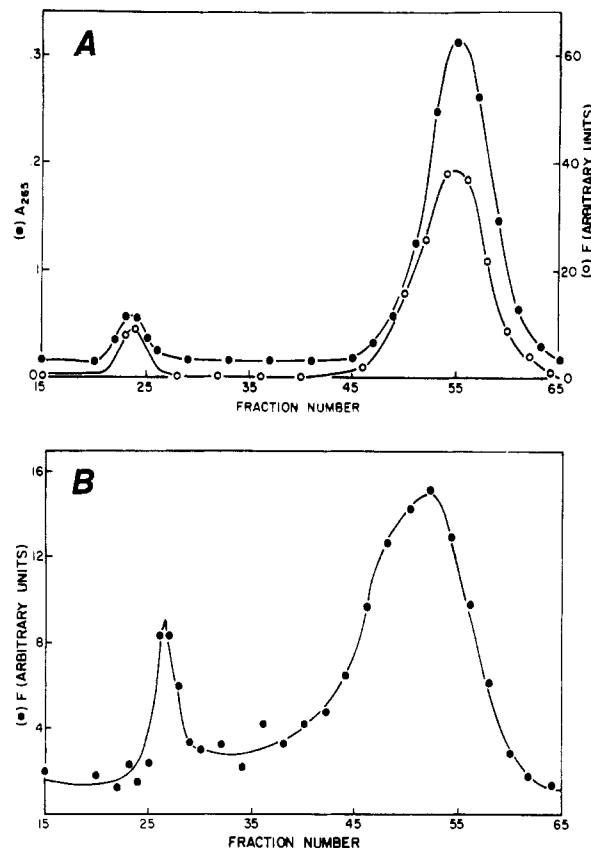 A
.3
.2
.1
0
(●) A265
60
40
20
0
(○) F (ARBITRARY UNITS)
15 25 35 45 55 65
FRACTION NUMBER
B
16
12
8
4
(●) F (ARBITRARY UNITS)
15 25 35 45 55 65
FRACTION NUMBER